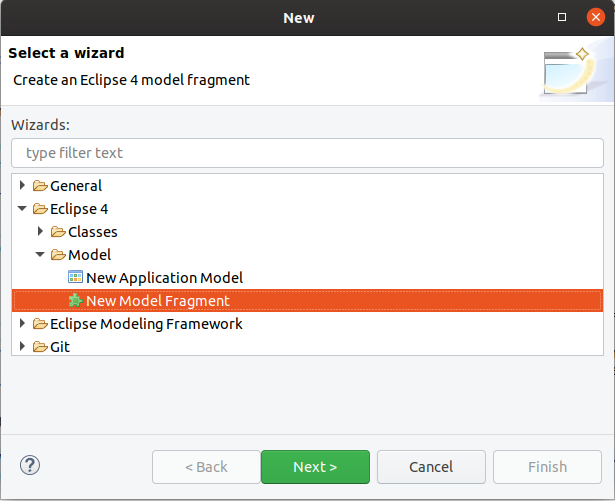 New
Select a wizard
Create an Eclipse 4 model fragment
Wizards:
type filter text
General
Eclipse 4
Classes
Model
New Application Model
New Model Fragment
Eclipse Modeling Framework
Git
? < Back Next > Cancel Finish